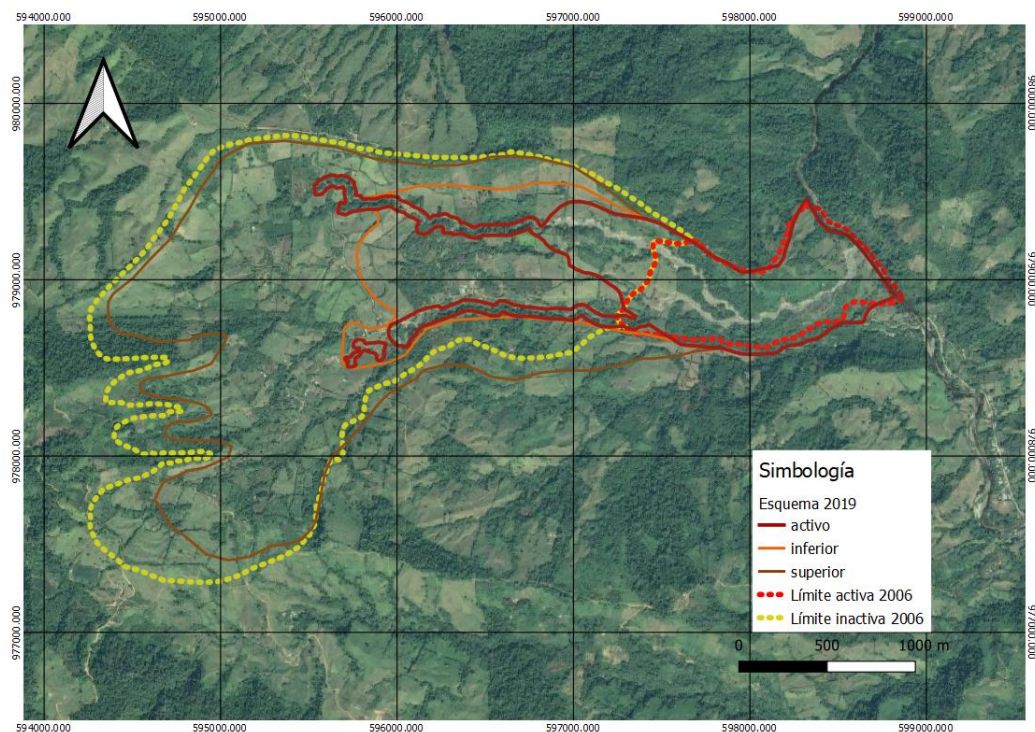 594000.000 595000.000 596000.000 597000.000 598000.000 599000.000
980000.000 980000.000
979000.000 979000.000
978000.000 978000.000
Simbología
Esquema 2019
activo
inferior
superior
Límite activa 2006
Límite inactiva 2006
977000.000 977000.000
0 500 1000 m
594000.000 595000.000 596000.000 597000.000 598000.000 599000.000